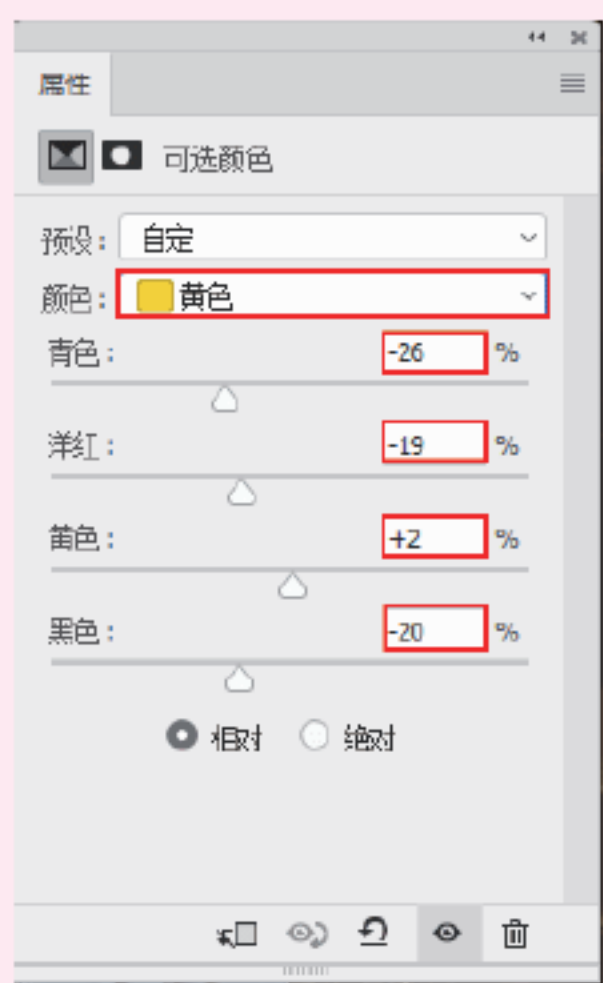 属性
可选颜色
预设： 自定
颜色： 黄色
青色： -26 %
洋红： -19 %
黄色： +2 %
黑色： -20 %
相对 绝对